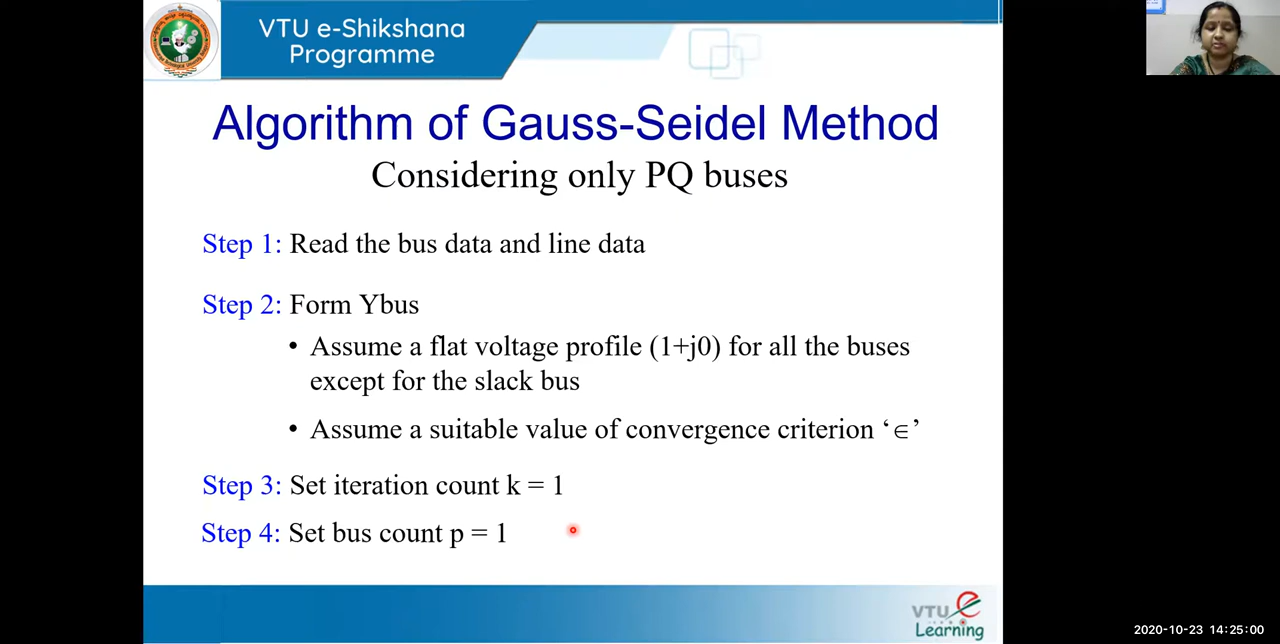 VTU e-Shikshana
Programme
Algorithm of Gauss-Seidel Method
Considering only PQ buses
Step 1: Read the bus data and line data
Step 2: Form Ybus
• Assume a flat voltage profile (1+j0) for all the buses
except for the slack bus
• Assume a suitable value of convergence criterion ‘∈’
Step 3: Set iteration count k = 1
Step 4: Set bus count p = 1
VTU e
Learning
2020-10-23 14:25:00